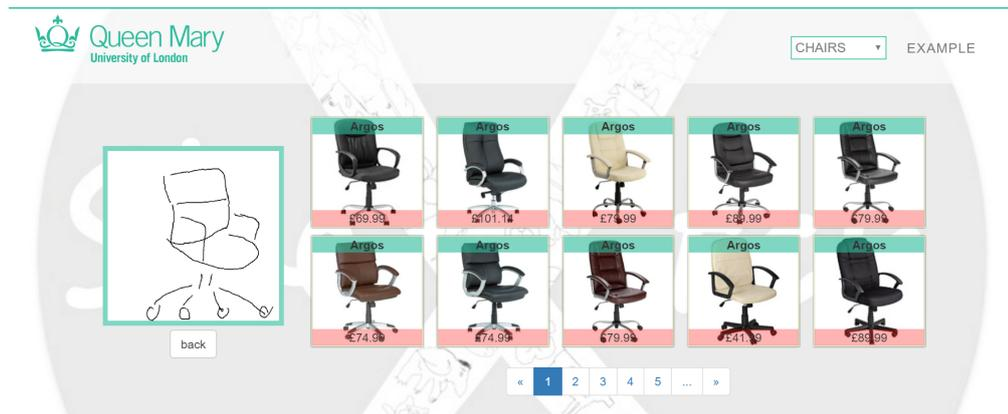 Queen Mary
University of London
CHAIRS
EXAMPLE
Argos
Argos
Argos
Argos
Argos
£69.99
£101.14
£79.99
£89.99
£79.99
Argos
Argos
Argos
Argos
Argos
£74.99
£74.99
£79.99
£89.99
back
« 1 2 3 4 5 ... »